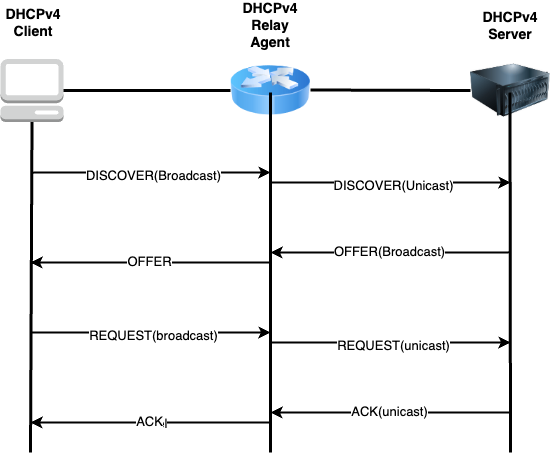 DHCPv4
Client
DHCPv4
Relay
Agent
DHCPv4
Server
DISCOVER(Broadcast)
DISCOVER(Unicast)
OFFER(Broadcast)
OFFER
REQUEST(broadcast)
REQUEST(unicast)
ACK(unicast)
ACK